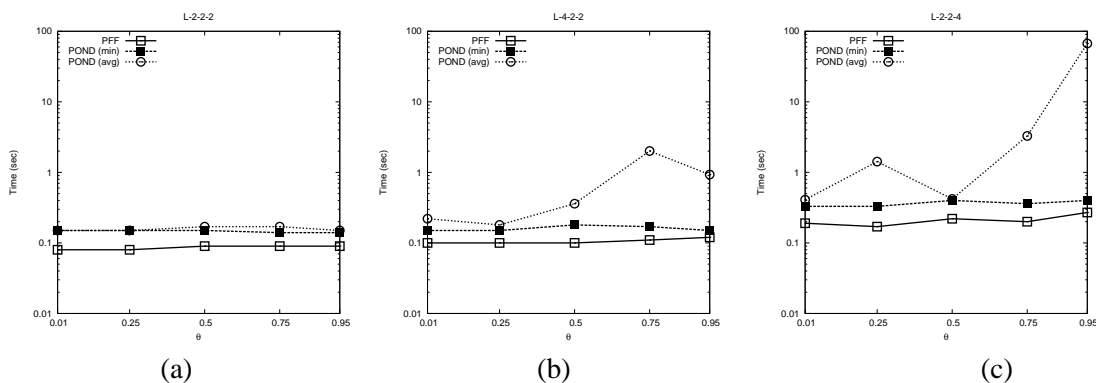 L-2-2-2
100
10
1
0.1
0.01
Time (sec)
PFF
POND (min)
POND (avg)
0.01 0.25 0.5 0.75 0.95
θ
(a)
L-4-2-2
100
10
1
0.1
0.01
Time (sec)
PFF
POND (min)
POND (avg)
0.01 0.25 0.5 0.75 0.95
θ
(b)
L-2-2-4
100
10
1
0.1
0.01
Time (sec)
PFF
POND (min)
POND (avg)
0.01 0.25 0.5 0.75 0.95
θ
(c)